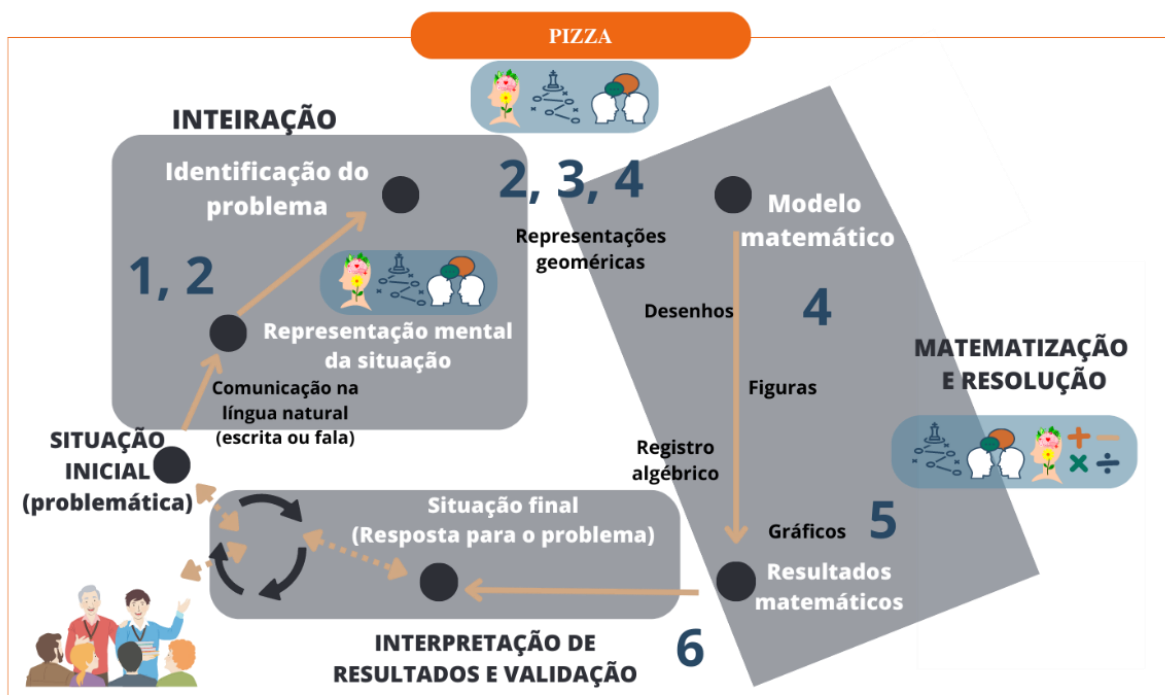 PIZZA
INTEIRAÇÃO
Identificação do
problema
1, 2
Representação mental
da situação
Comunicação na
língua natural
(escrita ou fala)
SITUAÇÃO
INICIAL
(problemática)
2, 3, 4
Representações
geoméricas
Modelo
matemático
Desenhos
4
Figuras
MATEMATIZAÇÃO
E RESOLUÇÃO
Registro
algébrico
Gráficos
5
Resultados
matemáticos
Situação final
(Resposta para o problema)
INTERPRETAÇÃO DE
RESULTADOS E VALIDAÇÃO
6